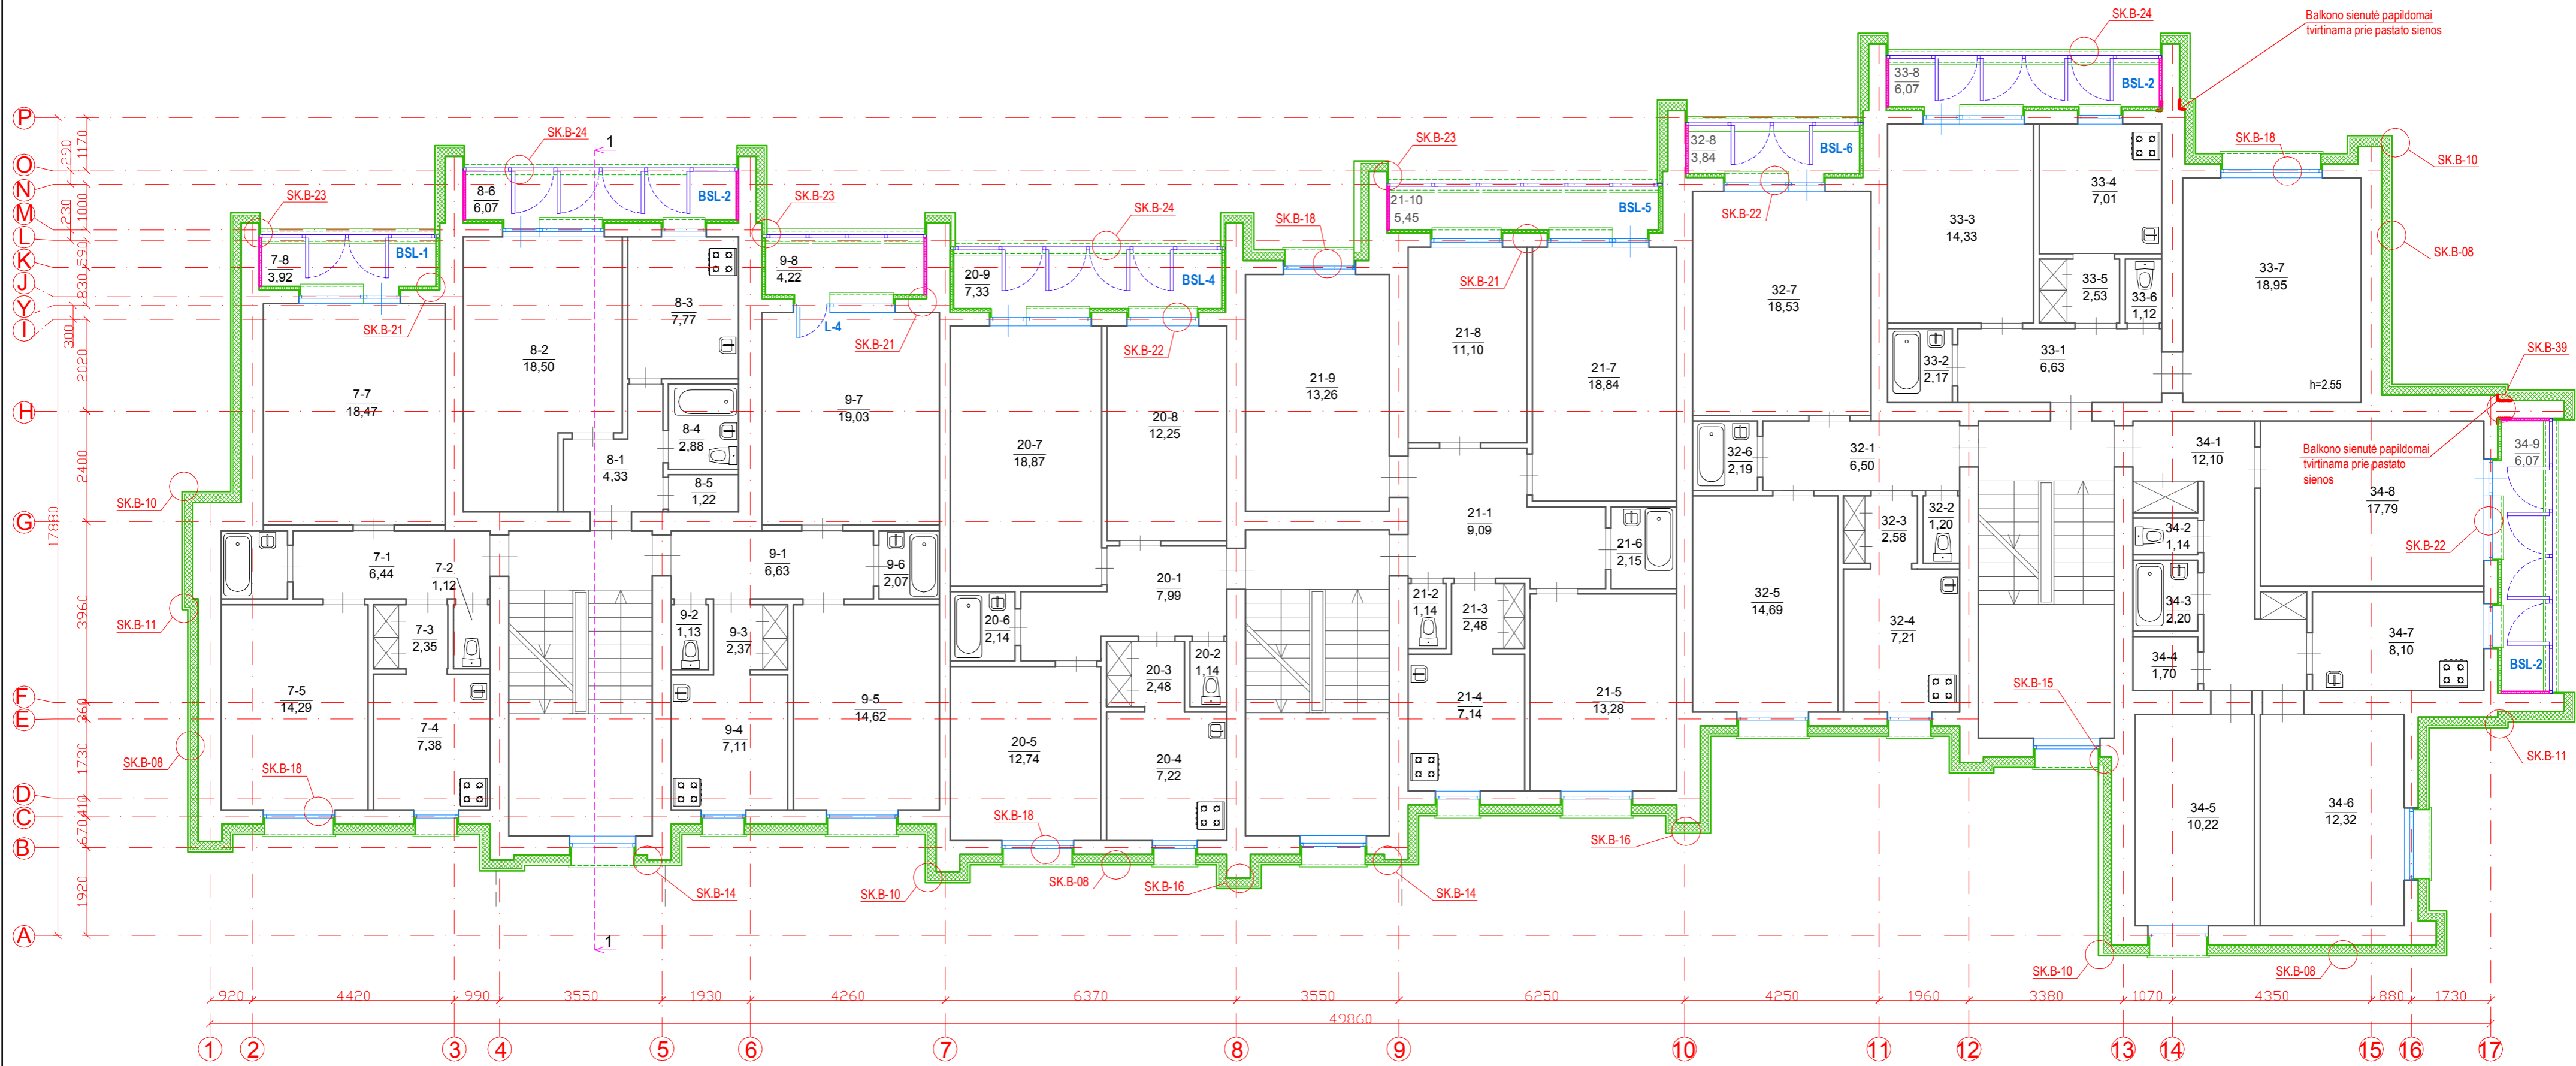 SK.B-24
Balkono sienutė papildomai
tvirtinama prie pastato sienos
33-8
6,07
BSL-2
P
1170
290
O
N
1000
M
230
L
590
K
J
830
Y
I
300
2020
H
2400
G
17880
3960
F
360
E
1730
D
410
C
670
B
1920
A
SK.B-23
7-8
3,92
BSL-1
SK.B-21
7-7
18,47
SK.B-10
7-1
6,44
7-2
1,12
SK.B-11
7-3
2,35
7-5
14,29
7-4
7,38
SK.B-08
SK.B-18
SK.B-24
1
8-6
6,07
BSL-2
8-3
7,77
8-2
18,50
8-4
2,88
8-1
4,33
8-5
1,22
1
SK.B-14
SK.B-23
9-8
4,22
L-4
SK.B-21
9-7
19,03
9-1
6,63
9-6
2,07
9-2
1,13
9-3
2,37
9-5
14,62
9-4
7,11
SK.B-10
SK.B-24
20-9
7,33
BSL-4
SK.B-22
20-7
18,87
20-8
12,25
20-1
7,99
20-6
2,14
20-3
2,48
20-2
1,14
20-5
12,74
20-4
7,22
SK.B-18
SK.B-08
SK.B-16
SK.B-18
SK.B-23
21-10
5,45
BSL-5
SK.B-21
21-9
13,26
21-8
11,10
21-7
18,84
21-1
9,09
21-6
2,15
21-2
1,14
21-3
2,48
21-4
7,14
21-5
13,28
SK.B-14
SK.B-16
32-8
3,84
BSL-6
SK.B-22
32-7
18,53
32-6
2,19
32-1
6,50
32-3
2,58
32-2
1,20
32-5
14,69
32-4
7,21
SK.B-15
33-4
7,01
33-3
14,33
33-5
2,53
33-6
1,12
33-7
18,95
33-2
2,17
33-1
6,63
h=2.55
SK.B-18
SK.B-10
SK.B-08
SK.B-39
34-1
12,10
Balkono sienutė papildomai
tvirtinama prie pastato
sienos
34-9
6,07
34-8
17,79
34-2
1,14
SK.B-22
34-3
2,20
34-7
8,10
34-4
1,70
BSL-2
SK.B-11
34-5
10,22
34-6
12,32
SK.B-10
SK.B-08
920
4420
990
3550
1930
4260
6370
3550
6250
4250
1960
3380
1070
4350
880
1730
49860
1
2
3
4
5
6
7
8
9
10
11
12
13
14
15
16
17